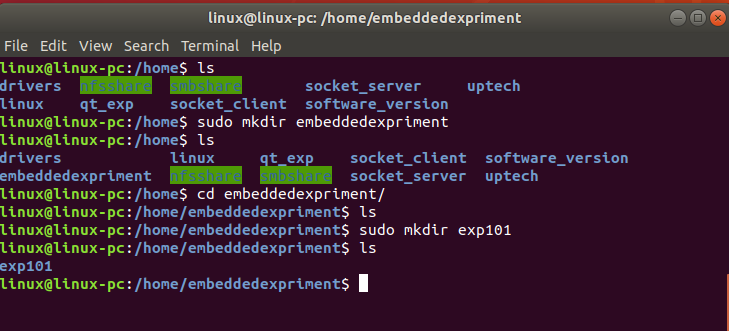 linux@linux-pc: /home/embeddedexpriment
File Edit View Search Terminal Help
linux@linux-pc:/home$ ls
drivers nfsshare smbshare socket_server uptech
linux qt_exp socket_client software_version
linux@linux-pc:/home$ sudo mkdir embeddedexpriment
linux@linux-pc:/home$ ls
drivers linux qt_exp socket_client software_version
embeddedexpriment nfsshare smbshare socket_server uptech
linux@linux-pc:/home$ cd embeddedexpriment/
linux@linux-pc:/home/embeddedexpriment$ ls
linux@linux-pc:/home/embeddedexpriment$ sudo mkdir exp101
linux@linux-pc:/home/embeddedexpriment$ ls
exp101
linux@linux-pc:/home/embeddedexpriment$